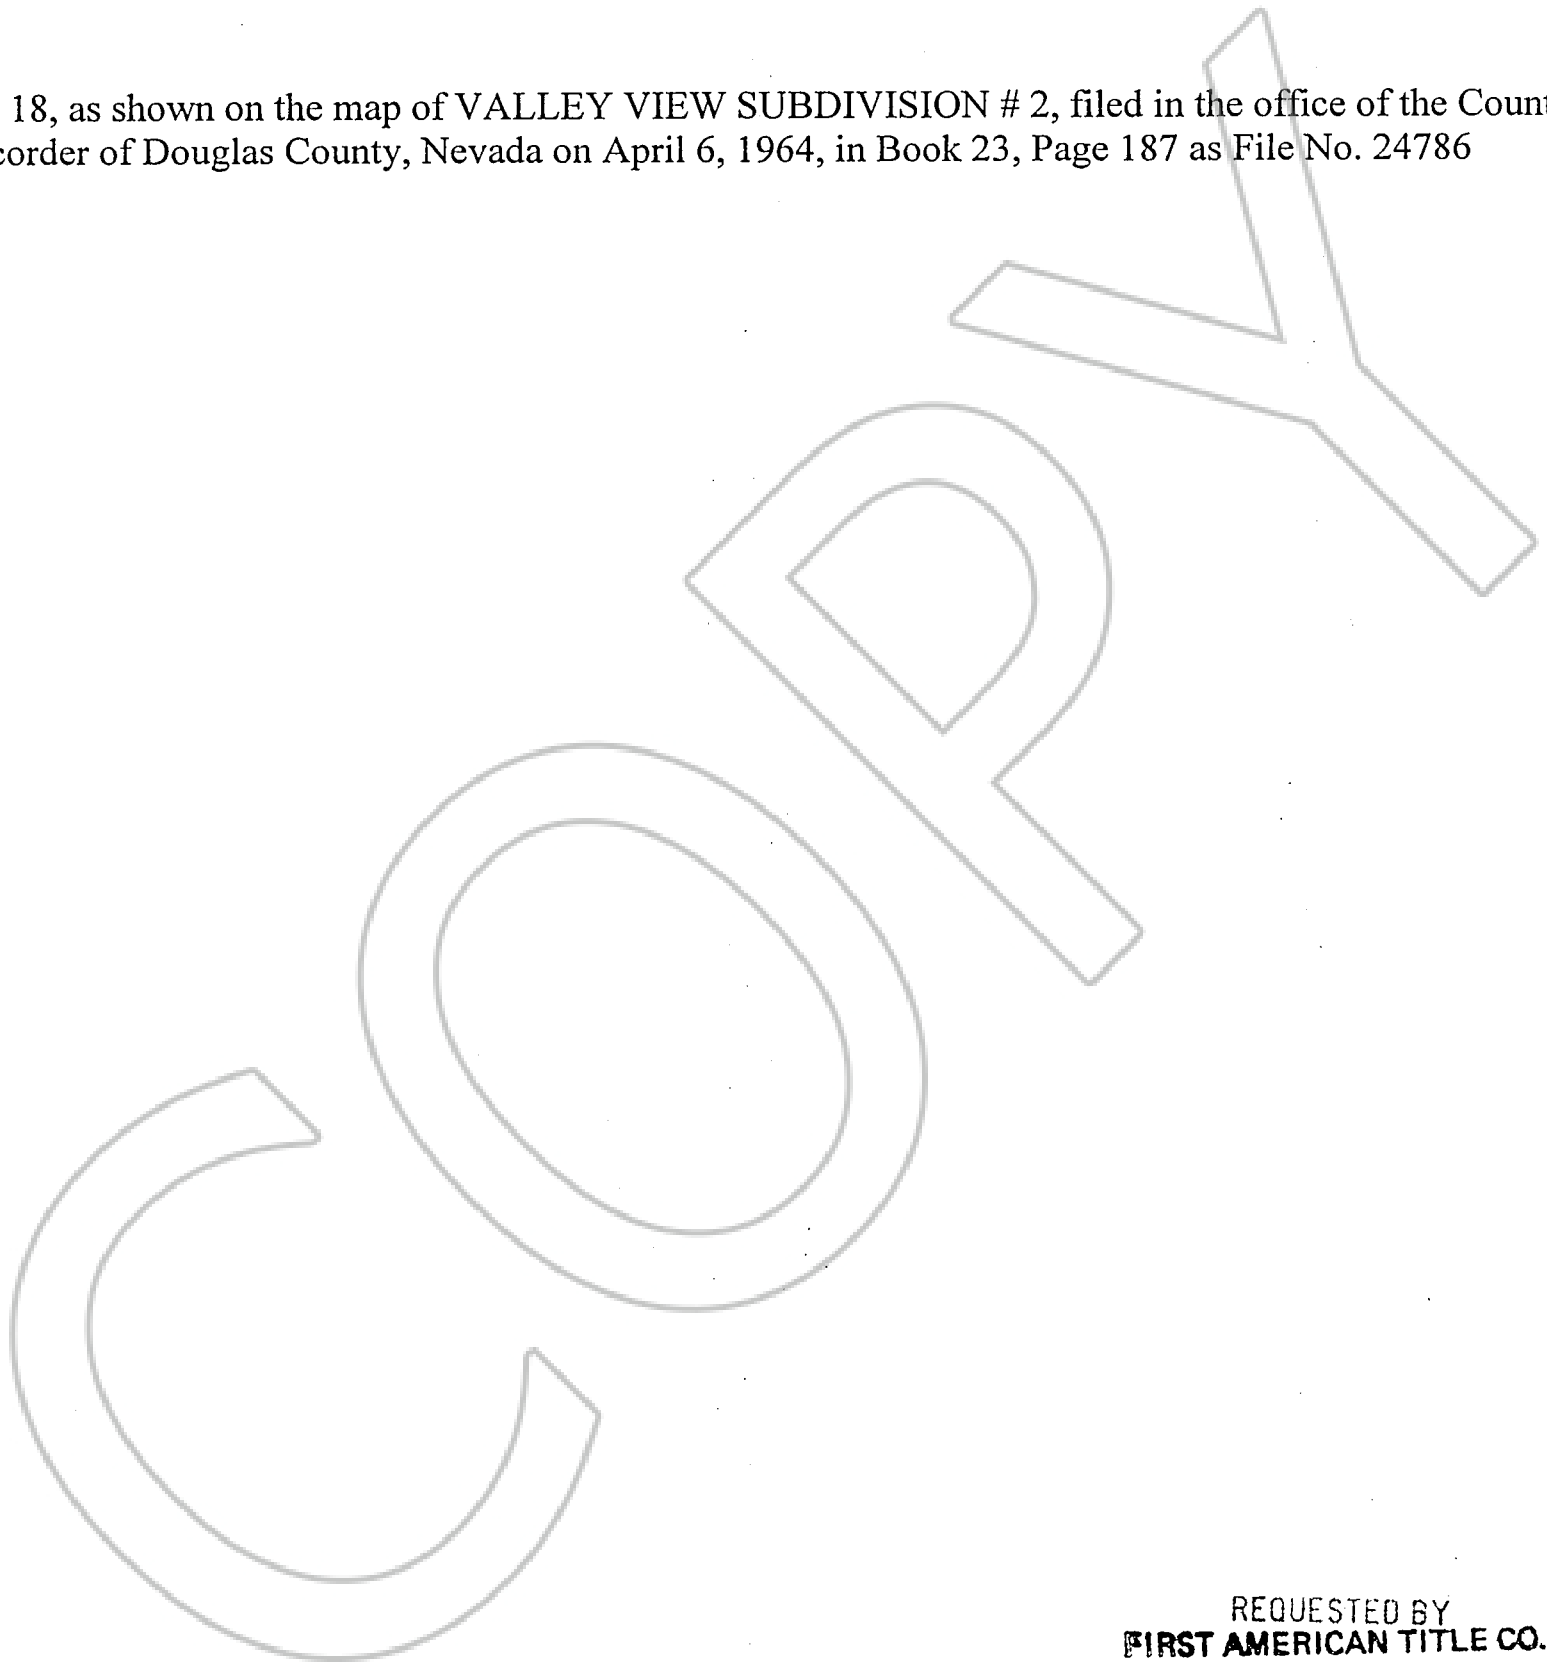 18, as shown on the map of VALLEY VIEW SUBDIVISION # 2, filed in the office of the Count
corder of Douglas County, Nevada on April 6, 1964, in Book 23, Page 187 as File No. 24786
COPY
REQUESTED BY
FIRST AMERICAN TITLE CO.